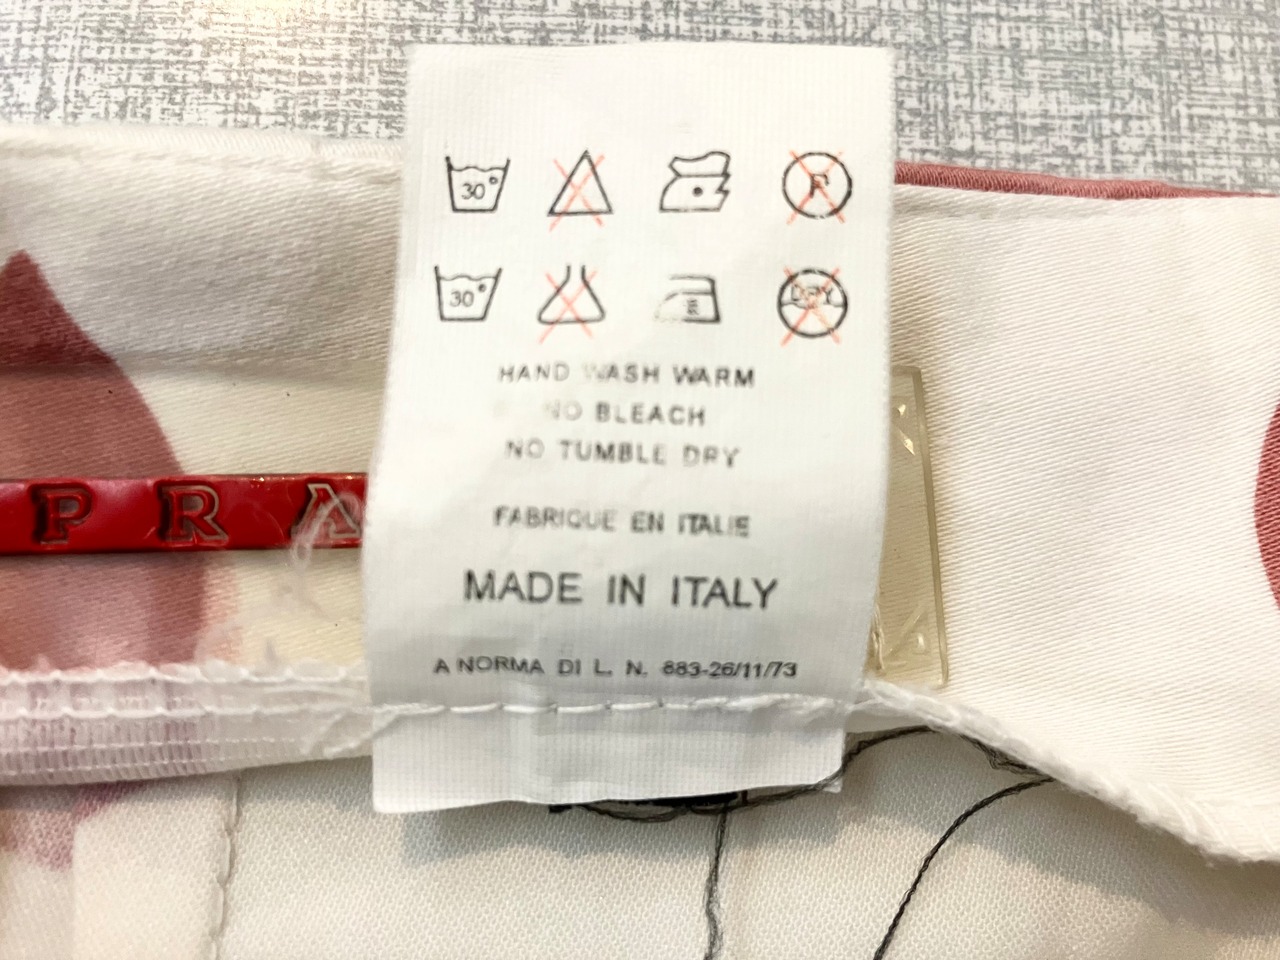 30°
F
30°
DRY
HAND WASH WARM
NO BLEACH
NO TUMBLE DRY
PRA
FABRIQUE EN ITALIE
MADE IN ITALY
A NORMA DI L. N. 883-26/11/73